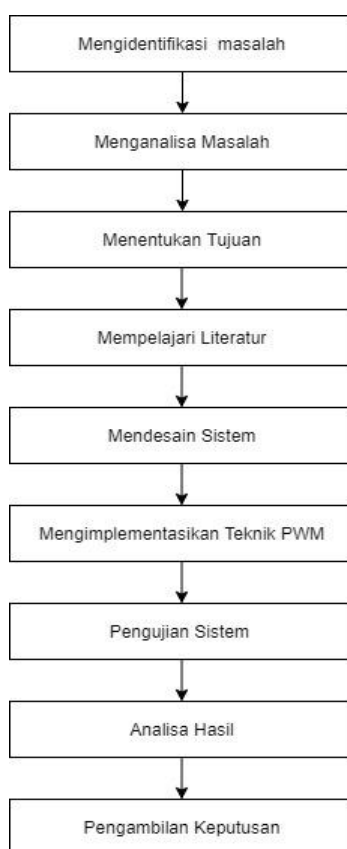 Mengidentifikasi masalah
Menganalisa Masalah
Menentukan Tujuan
Mempelajari Literatur
Mendesain Sistem
Mengimplementasikan Teknik PWM
Pengujian Sistem
Analisa Hasil
Pengambilan Keputusan